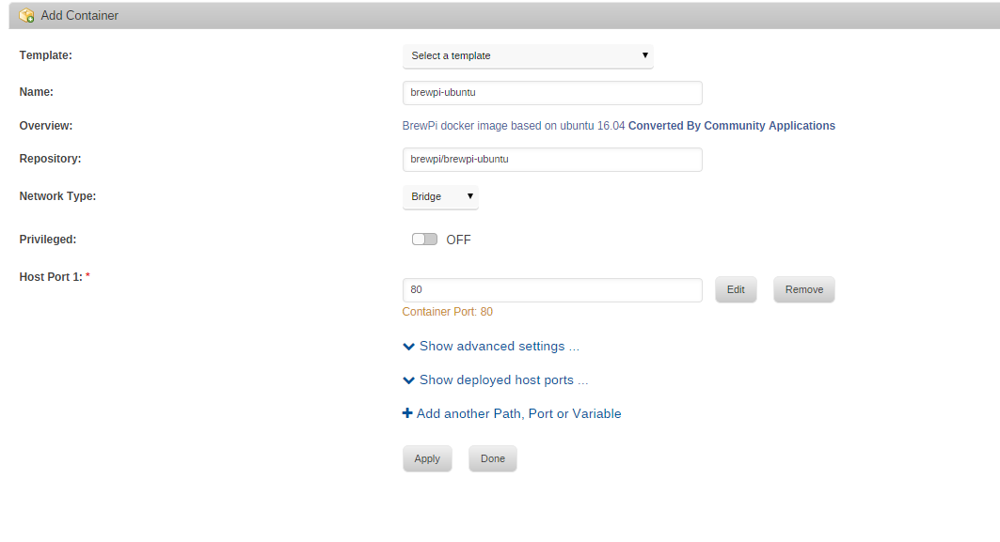 Add Container
Template: Select a template
Name: brewpi-ubuntu
Overview: BrewPi docker image based on ubuntu 16.04 Converted By Community Applications
Repository: brewpi/brewpi-ubuntu
Network Type: Bridge
Privileged: OFF
Host Port 1: * 80 Edit Remove
Container Port: 80
Show advanced settings ...
Show deployed host ports ...
Add another Path, Port or Variable
Apply Done